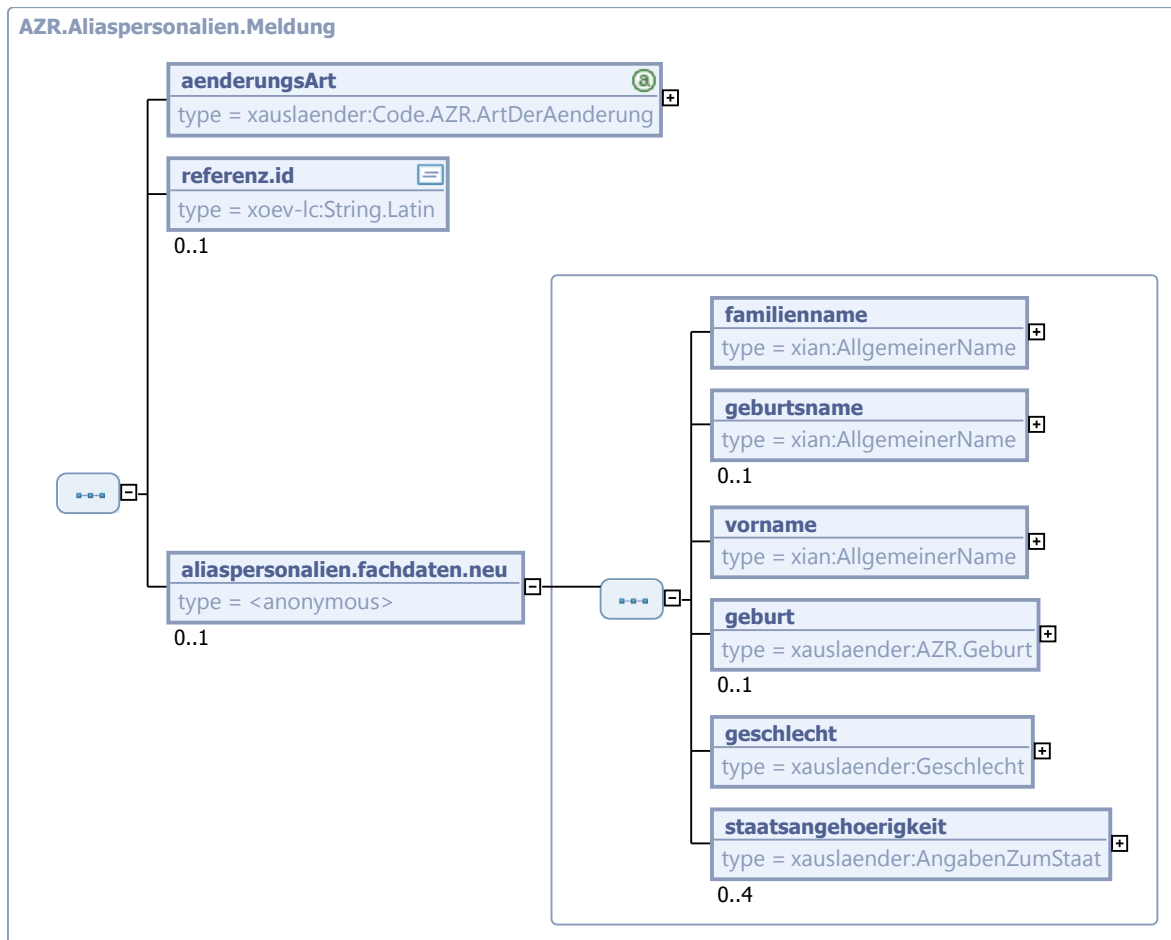 AZR.Aliaspersonalien.Meldung
aenderungsArt
type = xauslaender:Code.AZR.ArtDerAenderung
referenz.id
type = xoev-lc:String.Latin
0..1
aliaspersonalien.fachdaten.neu
type = <anonymous>
0..1
familienname
type = xian:AllgemeinerName
geburtsname
type = xian:AllgemeinerName
0..1
vorname
type = xian:AllgemeinerName
geburt
type = xauslaender:AZR.Geburt
0..1
geschlecht
type = xauslaender:Geschlecht
staatsangehoerigkeit
type = xauslaender:AngabenZumStaat
0..4